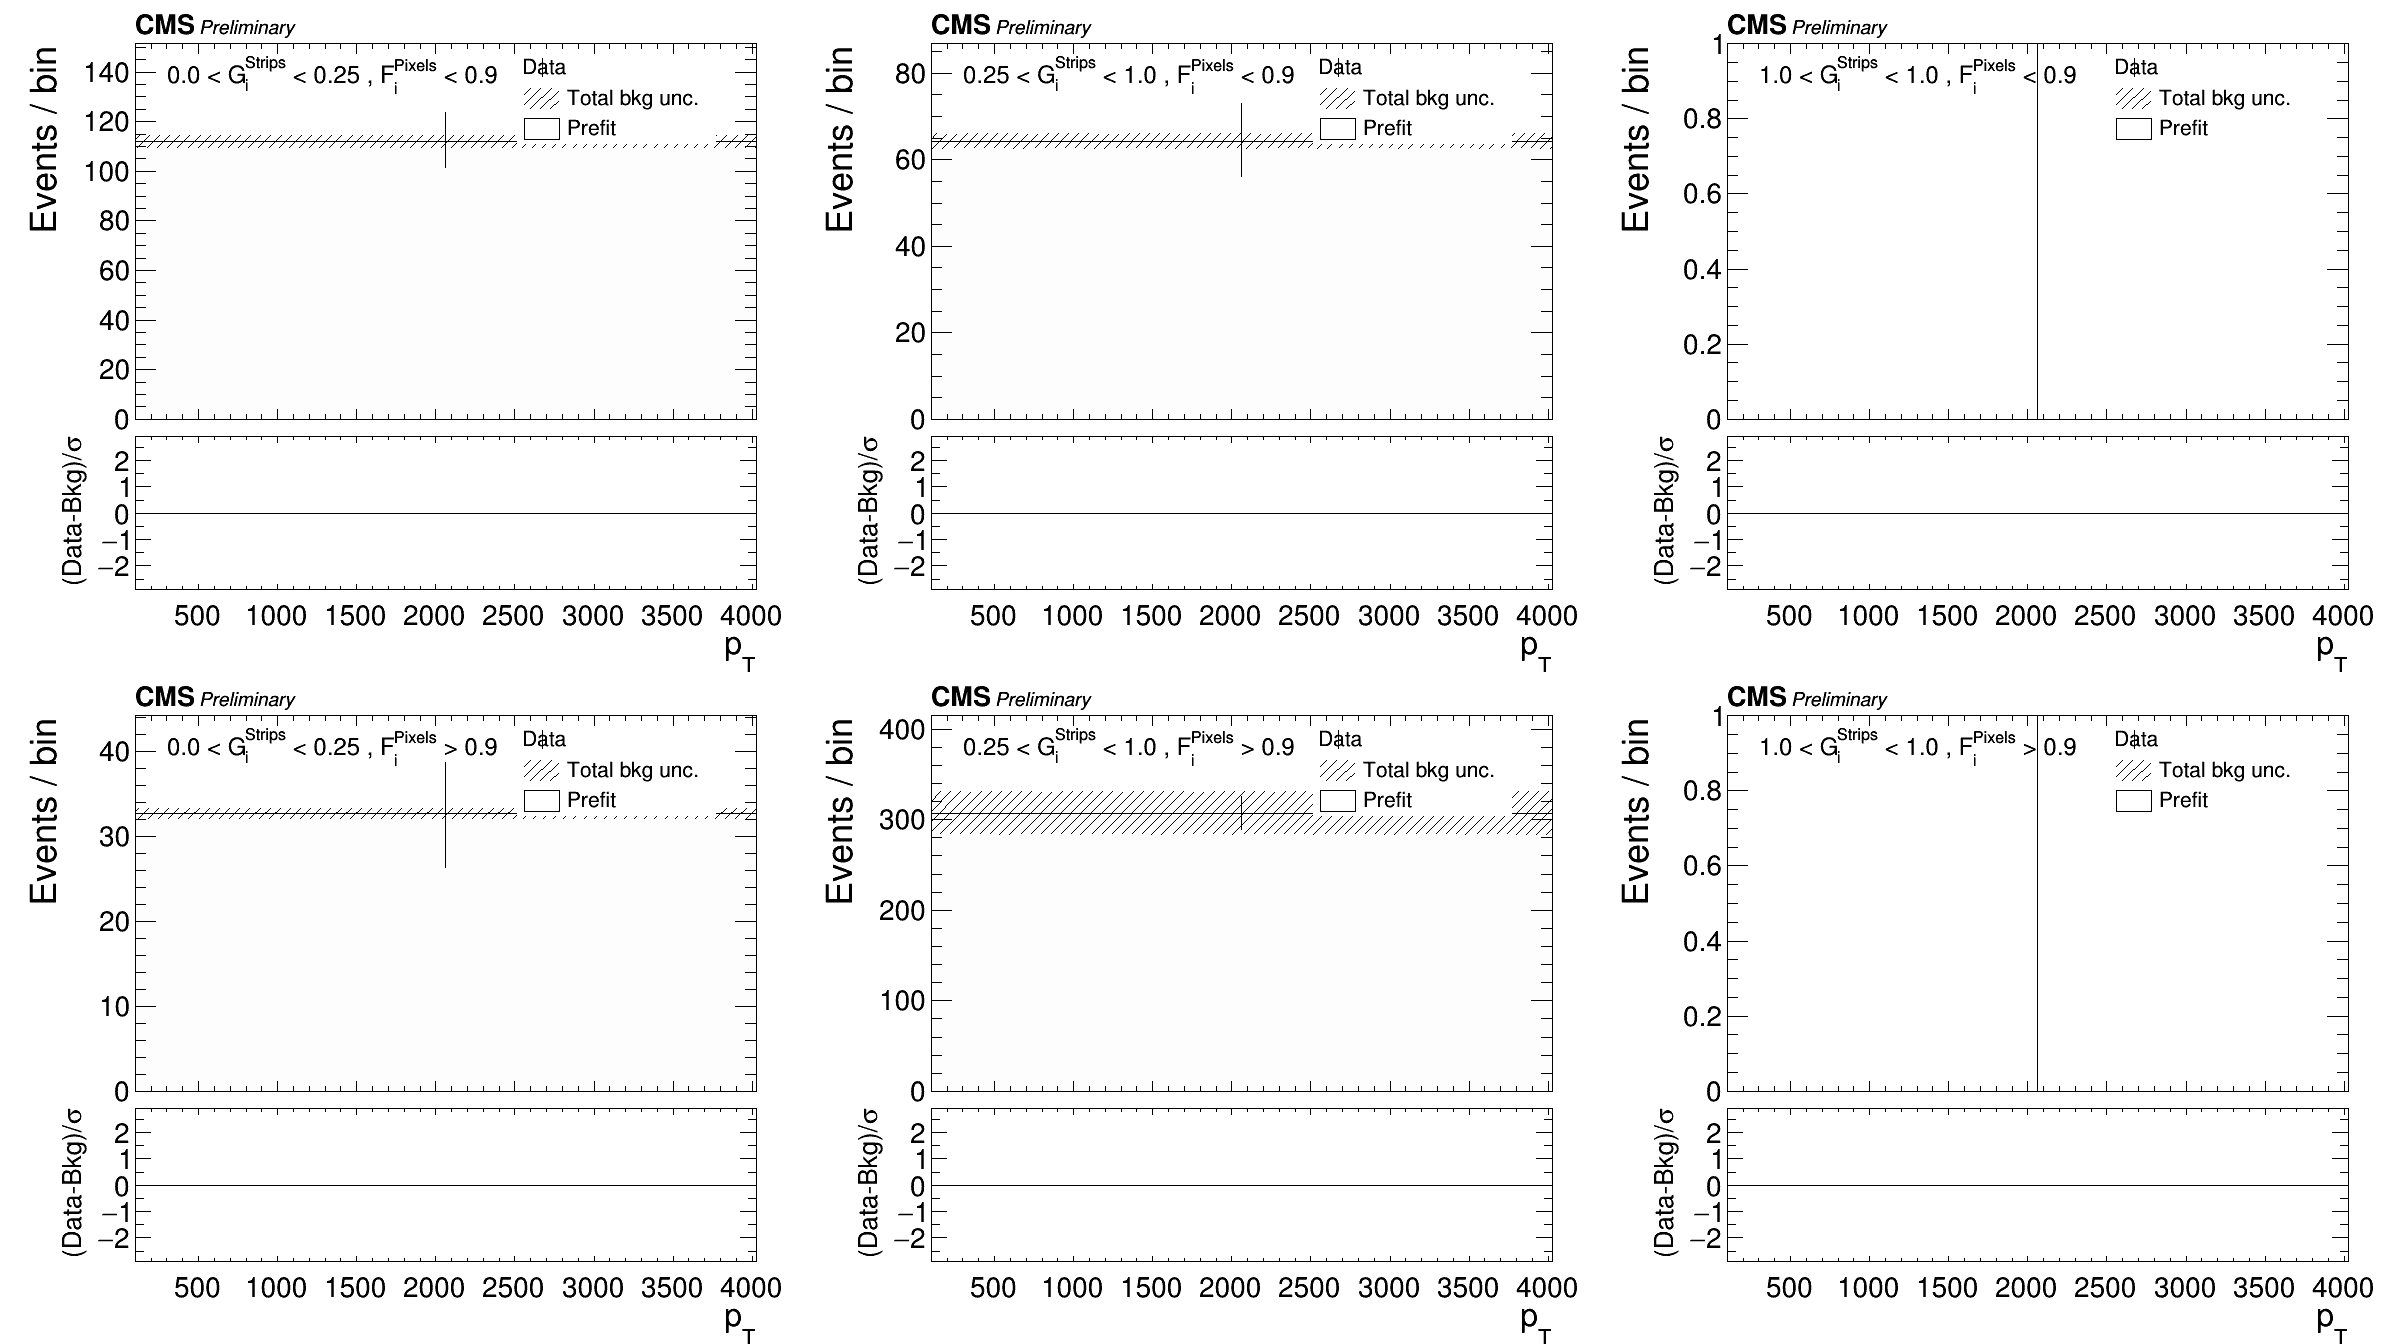 CMS Preliminary
Events / bin
0.0 < G_i^Strips < 0.25 , F_i^Pixels < 0.9
Data
Total bkg unc.
Prefit
140
120
100
80
60
40
20
0
(Data-Bkg)/σ
2
1
0
−1
−2
500 1000 1500 2000 2500 3000 3500 4000
p_T
CMS Preliminary
Events / bin
0.25 < G_i^Strips < 1.0 , F_i^Pixels < 0.9
Data
Total bkg unc.
Prefit
80
60
40
20
0
(Data-Bkg)/σ
2
1
0
−1
−2
500 1000 1500 2000 2500 3000 3500 4000
p_T
CMS Preliminary
Events / bin
1.0 < G_i^Strips < 1.0 , F_i^Pixels < 0.9
Data
Total bkg unc.
Prefit
1
0.8
0.6
0.4
0.2
0
(Data-Bkg)/σ
2
1
0
−1
−2
500 1000 1500 2000 2500 3000 3500 4000
p_T
CMS Preliminary
Events / bin
0.0 < G_i^Strips < 0.25 , F_i^Pixels > 0.9
Data
Total bkg unc.
Prefit
40
30
20
10
0
(Data-Bkg)/σ
2
1
0
−1
−2
500 1000 1500 2000 2500 3000 3500 4000
p_T
CMS Preliminary
Events / bin
0.25 < G_i^Strips < 1.0 , F_i^Pixels > 0.9
Data
Total bkg unc.
Prefit
400
300
200
100
0
(Data-Bkg)/σ
2
1
0
−1
−2
500 1000 1500 2000 2500 3000 3500 4000
p_T
CMS Preliminary
Events / bin
1.0 < G_i^Strips < 1.0 , F_i^Pixels > 0.9
Data
Total bkg unc.
Prefit
1
0.8
0.6
0.4
0.2
0
(Data-Bkg)/σ
2
1
0
−1
−2
500 1000 1500 2000 2500 3000 3500 4000
p_T